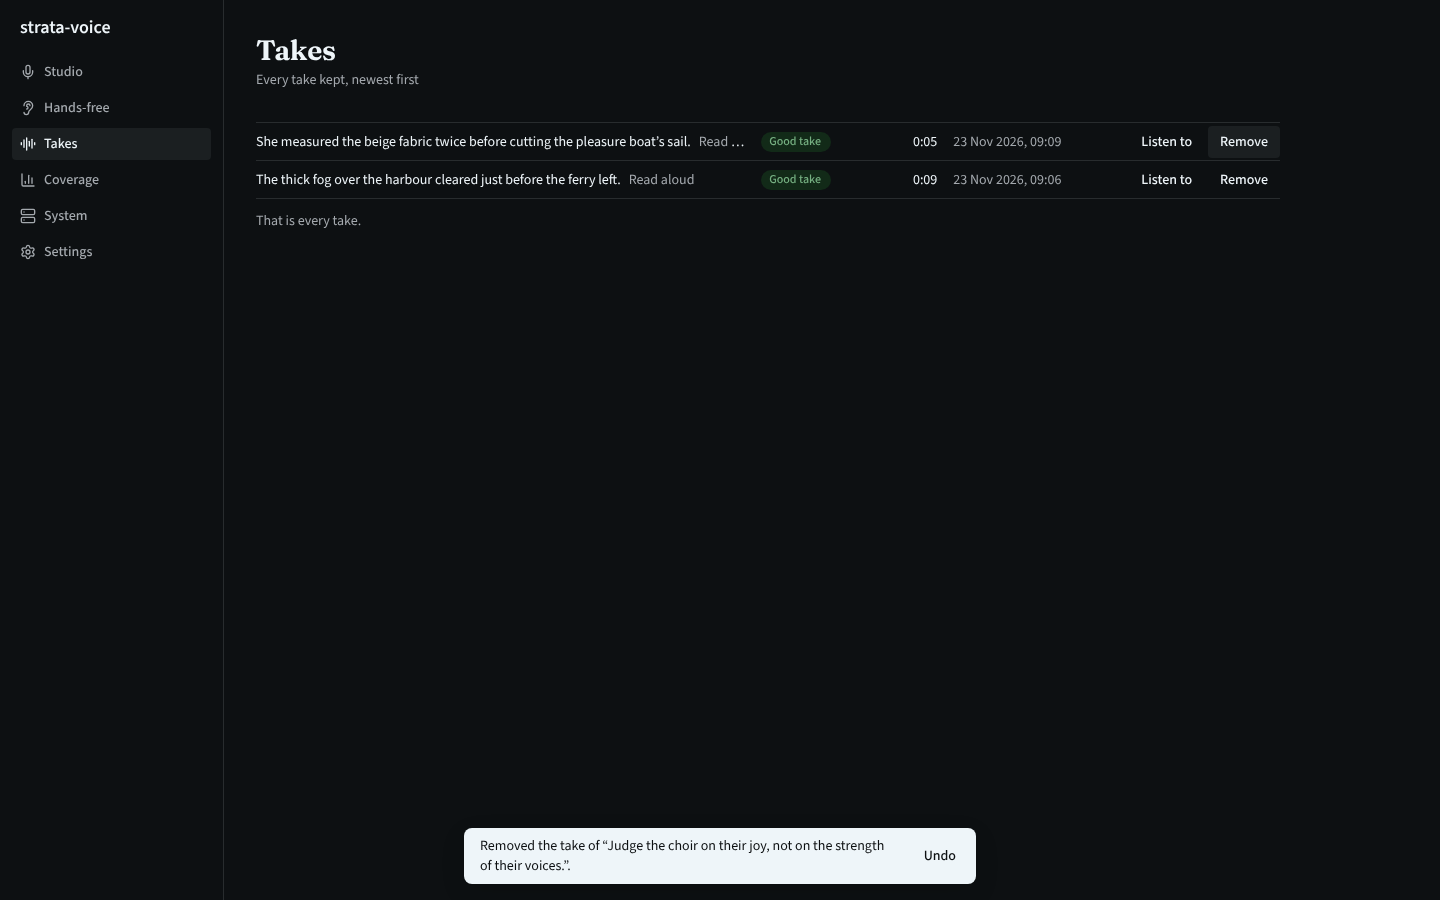 strata-voice
Studio
Hands-free
Takes
Coverage
System
Settings
Takes
Every take kept, newest first
She measured the beige fabric twice before cutting the pleasure boat’s sail. Read … Good take 0:05 23 Nov 2026, 09:09 Listen to Remove
The thick fog over the harbour cleared just before the ferry left. Read aloud Good take 0:09 23 Nov 2026, 09:06 Listen to Remove
That is every take.
Removed the take of “Judge the choir on their joy, not on the strength
of their voices.”.
Undo